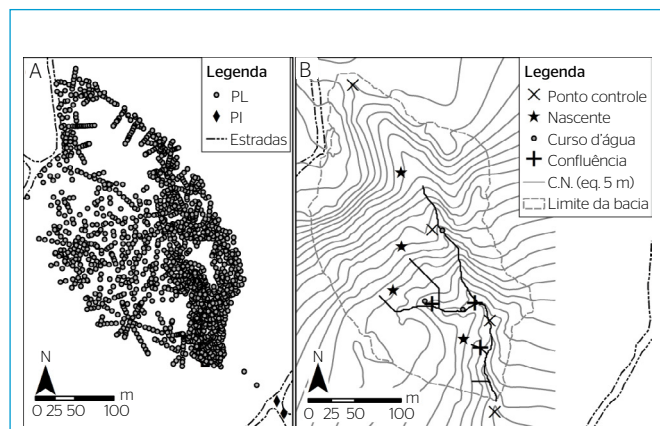 A
Legenda
PL
PI
Estradas
N
m
0 25 50 100
B
Legenda
Ponto controle
Nascente
Curso d'água
Confluência
C.N. (eq. 5 m)
Limite da bacia
N
m
0 25 50 100